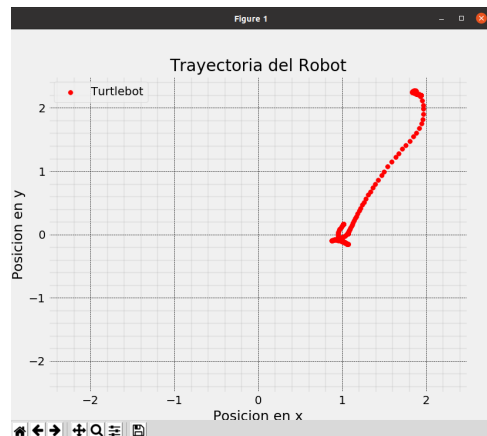 Figure 1
Trayectoria del Robot
Turtlebot
2
1
0
−1
−2
Posicion en y
−2
−1
0
1
2
Posicion en x